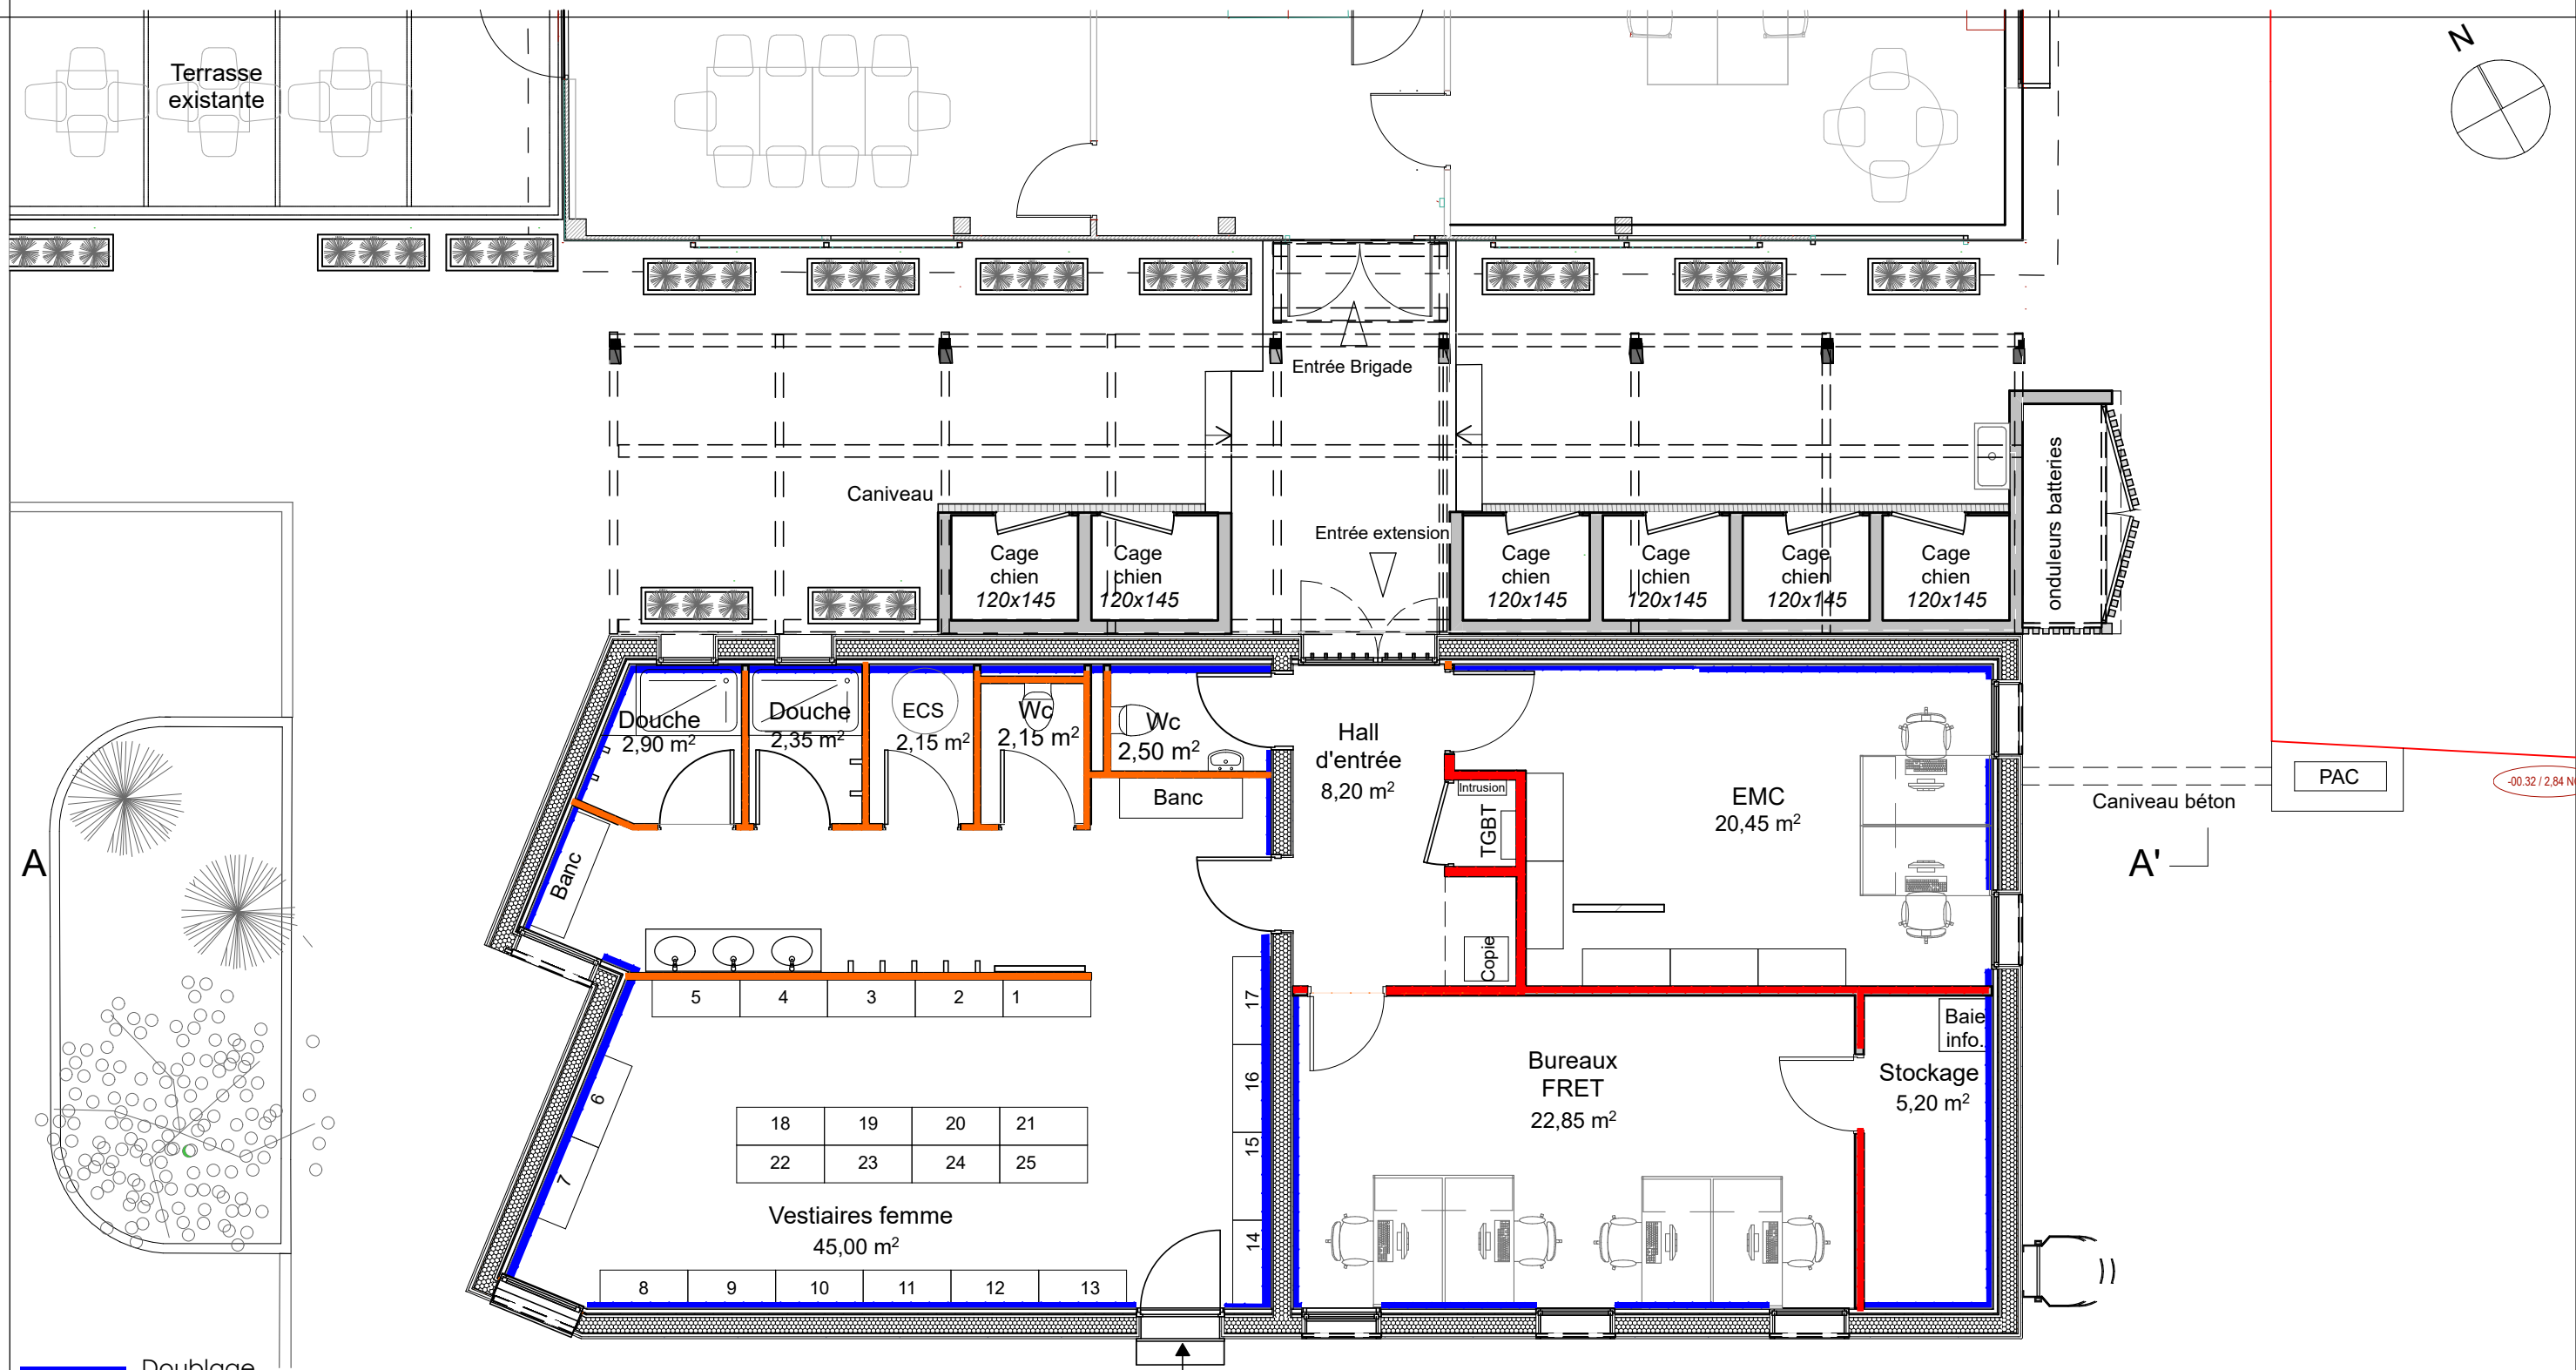 N
Terrasse
existante
Entrée Brigade
Caniveau
Entrée extension
onduleurs batteries
Cage
chien
120x145
Cage
chien
120x145
Cage
chien
120x145
Cage
chien
120x145
Cage
chien
120x145
Cage
chien
120x145
Douche
2,90 m²
Douche
2,35 m²
ECS
2,15 m²
Wc
2,15 m²
Wc
2,50 m²
Hall
d'entrée
8,20 m²
Intrusion
TGBT
EMC
20,45 m²
PAC
Caniveau béton
-00.32 / 2,84 N
Banc
Banc
A
A'
Copie
5
4
3
2
1
17
16
15
14
6
7
18
19
20
21
22
23
24
25
Vestiaires femme
45,00 m²
8
9
10
11
12
13
Bureaux
FRET
22,85 m²
Baie
info.
Stockage
5,20 m²
Doublage